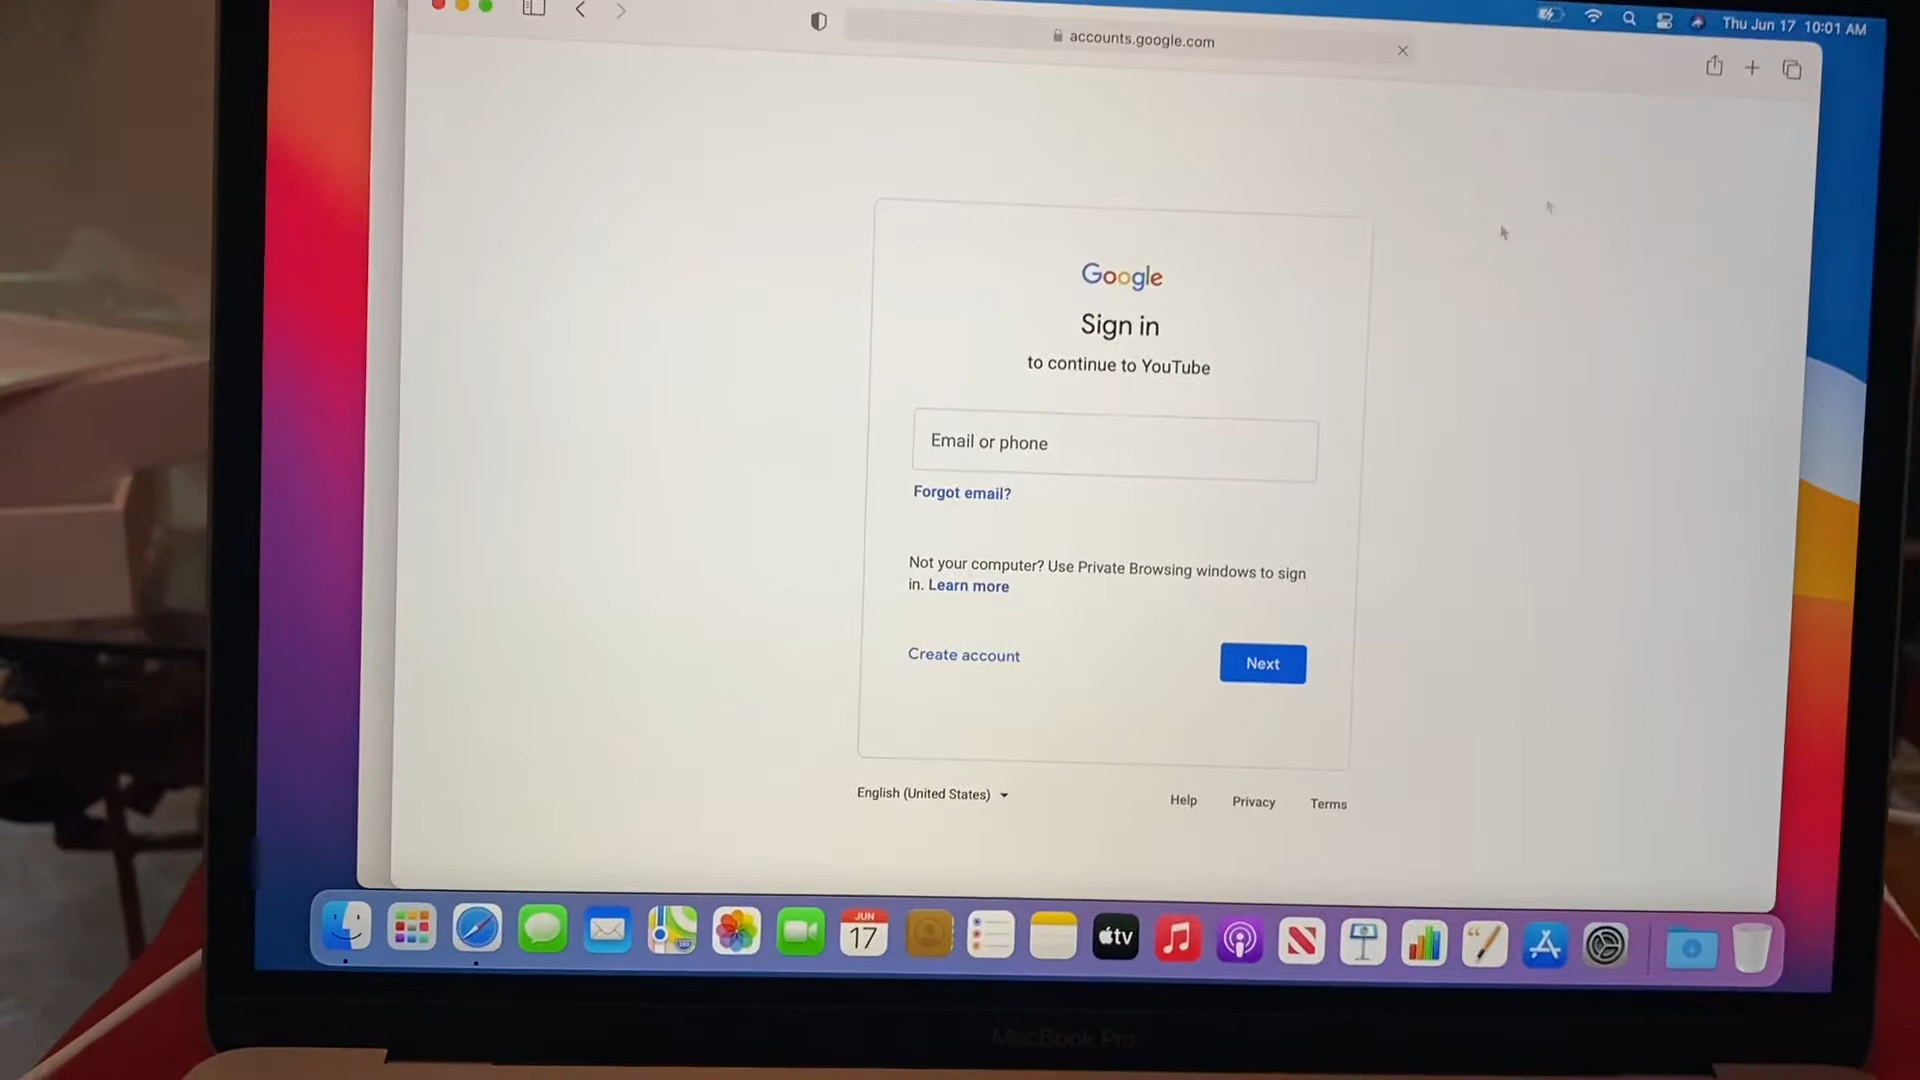 accounts.google.com
Thu Jun 17 10:01 AM
Google
Sign in
to continue to YouTube
Email or phone
Forgot email?
Not your computer? Use Private Browsing windows to sign
in. Learn more
Create account
Next
English (United States)
Help Privacy Terms
JUN
17
tv
MacBook Pro